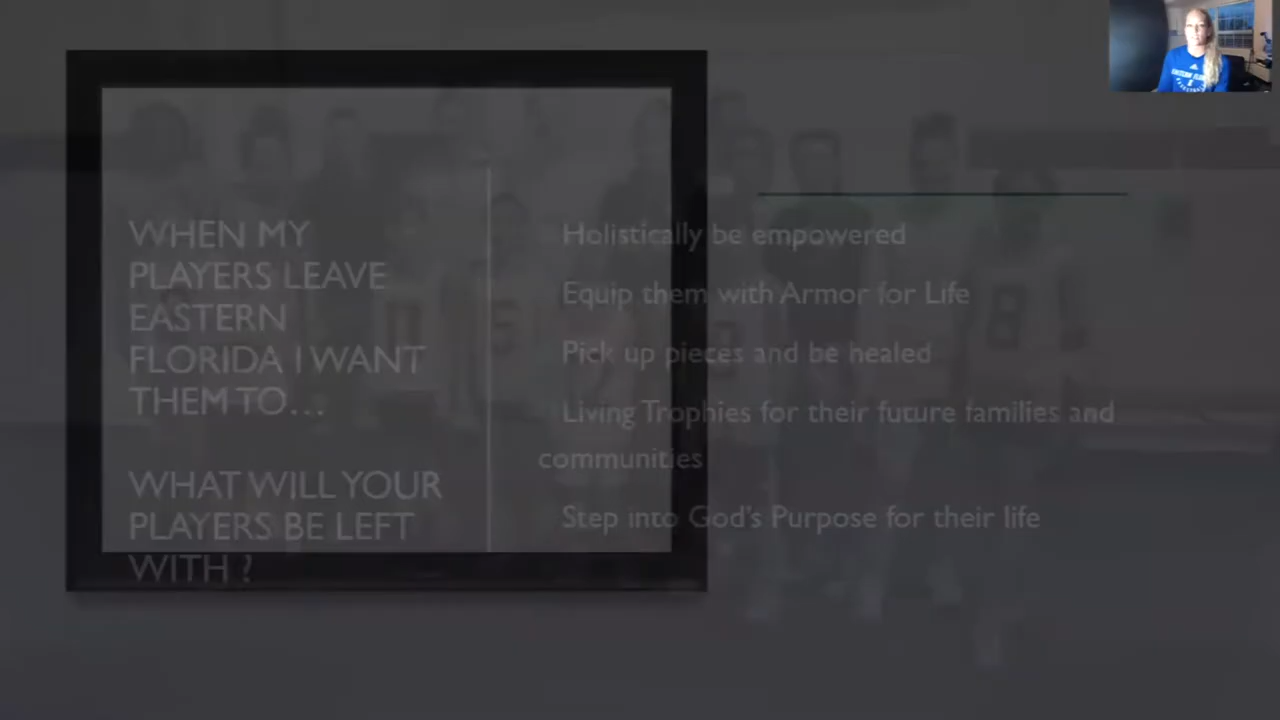 WHEN MY
PLAYERS LEAVE
EASTERN
FLORIDA I WANT
THEM TO...
WHAT WILL YOUR
PLAYERS BE LEFT
WITH ?
Holistically be empowered
Equip them with Armor for Life
Pick up pieces and be healed
Living Trophies for their future families and
communities
Step into God's Purpose for their life
8